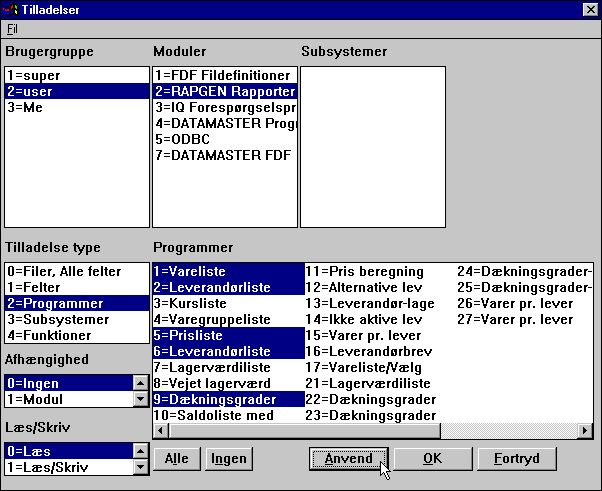 Tilladelser
Fil
Brugergruppe
1=super
2=user
3=Me
Moduler
1=FDF Fildefinitioner
2=RAPGEN Rapporter
3=IQ Forespørgselspr
4=DATAMASTER Progr
5=ODBC
7=DATAMASTER FDF
Subsystemer
Tilladelse type
0=Filer, Alle felter
1=Felter
2=Programmer
3=Subsystemer
4=Funktioner
Afhængighed
0=Ingen
1=Modul
Læs/Skriv
0=Læs
1=Læs/Skriv
Programmer
1=Vareliste
2=Leverandørliste
3=Kursliste
4=Varegruppeliste
5=Prisliste
6=Leverandørliste
7=Lagerværdiliste
8=Vejet lagerværd
9=Dækningsgrader
10=Saldoliste med
11=Pris beregning
12=Alternative lev
13=Leverandør-lage
14=Ikke aktive lev
15=Varer pr. lever
16=Leverandørbrev
17=Vareliste/Vælg
21=Lagerværdiliste
22=Dækningsgrader
23=Dækningsgrader
24=Dækningsgrader-
25=Dækningsgrader-
26=Varer pr. lever
27=Varer pr. lever
Alle
Ingen
Anvend
OK
Fortryd